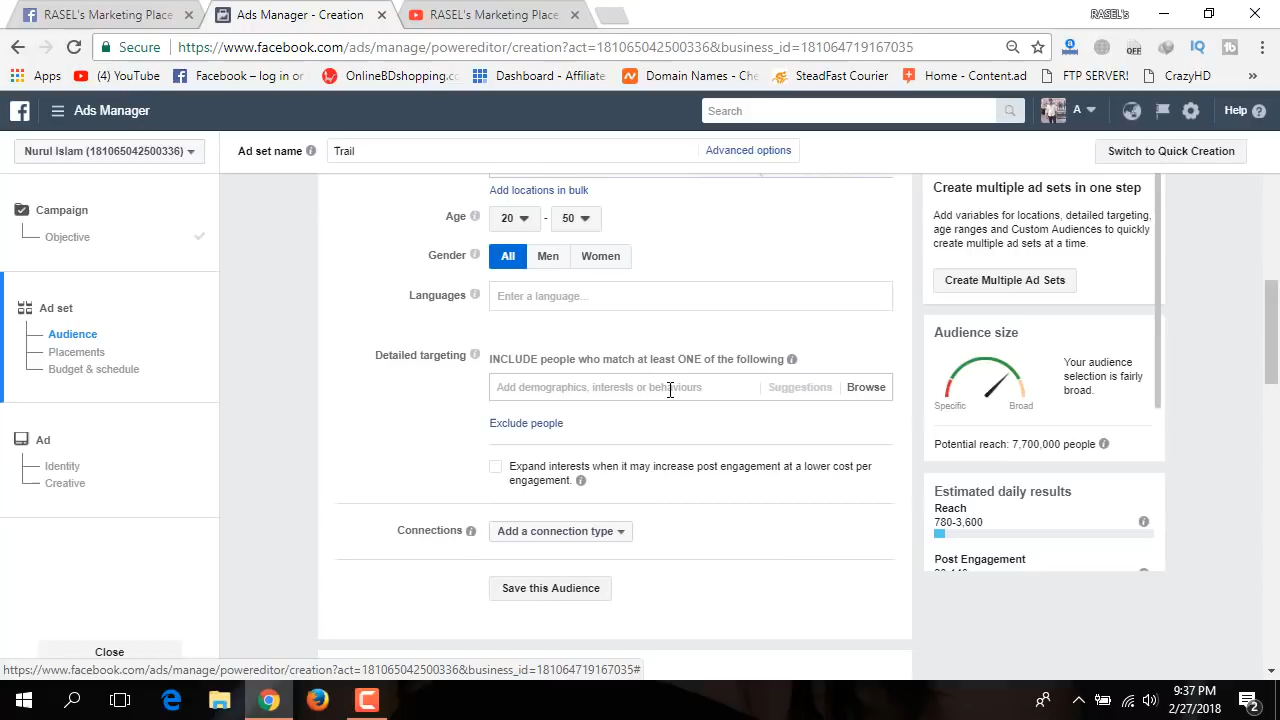 RASEL's Marketing Place
Ads Manager - Creation
RASEL's Marketing Place
RASEL's
Secure
https://www.facebook.com/ads/manage/powereditor/creation?act=181065042500336&business_id=181064719167035
OFF
IQ
Apps
(4) YouTube
Facebook – log in or
OnlineBDshopping.c
Dashboard - Affiliate
Domain Names - Che
SteadFast Courier
Home - Content.ad
FTP SERVER!
CrazyHD
»
Ads Manager
Search
A
Help
Nurul Islam (181065042500336)
Ad set name
Trail
Advanced options
Switch to Quick Creation
Campaign
Objective
Ad set
Audience
Placements
Budget & schedule
Ad
Identity
Creative
Close
Add locations in bulk
Age
20
-
50
Gender
All
Men
Women
Languages
Enter a language...
Detailed targeting
INCLUDE people who match at least ONE of the following
Add demographics, interests or behaviours
Suggestions
Browse
Exclude people
Expand interests when it may increase post engagement at a lower cost per
engagement.
Connections
Add a connection type
Save this Audience
Create multiple ad sets in one
step
Add variables for locations, detailed targeting,
age ranges and Custom Audiences to quickly
create multiple ad sets at a time.
Create Multiple Ad Sets
Audience size
Specific
Broad
Your audience
selection is fairly
broad.
Potential reach: 7,700,000 people
Estimated daily results
Reach
780-3,600
Post Engagement
https://www.facebook.com/ads/manage/powereditor/creation?act=181065042500336&business_id=181064719167035#
9:37 PM
2/27/2018
2